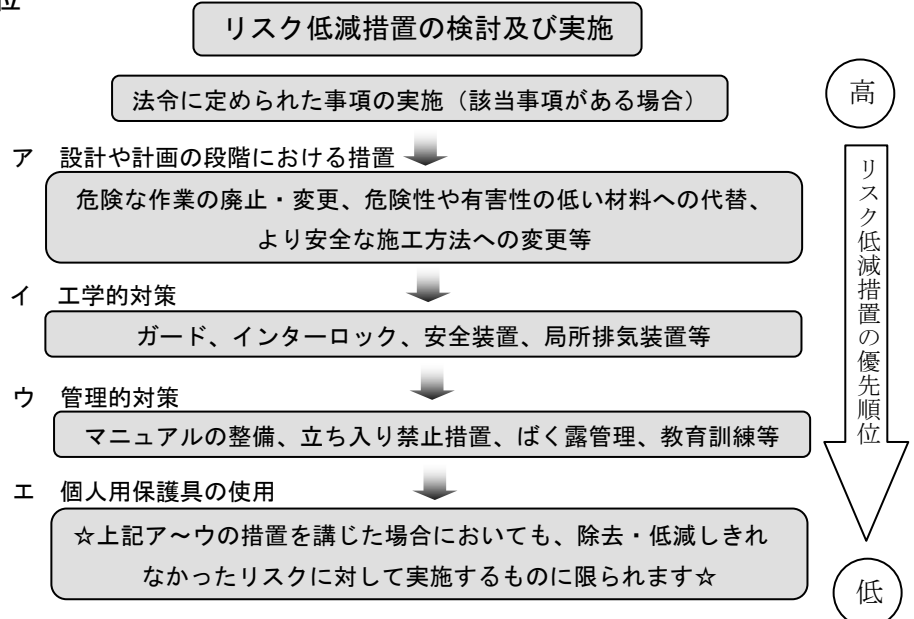 位
リスク低減措置の検討及び実施
法令に定められた事項の実施（該当事項がある場合）
高
ア 設計や計画の段階における措置
危険な作業の廃止・変更、危険性や有害性の低い材料への代替、
より安全な施工方法への変更等
イ 工学的対策
ガード、インターロック、安全装置、局所排気装置等
ウ 管理的対策
マニュアルの整備、立ち入り禁止措置、ばく露管理、教育訓練等
エ 個人用保護具の使用
☆上記ア～ウの措置を講じた場合においても、除去・低減しきれ
なかったリスクに対して実施するものに限られます☆
リスク低減措置の優先順位
低